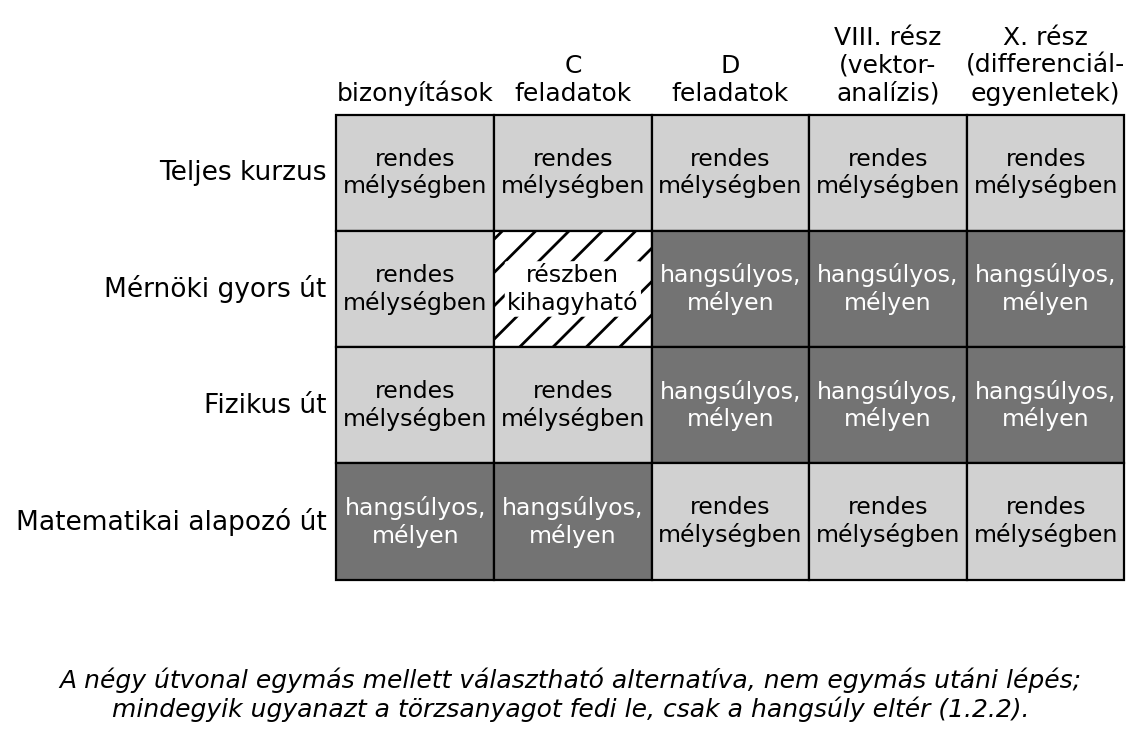 bizonyítások
C
feladatok
D
feladatok
VIII. rész
(vektor-
analízis)
X. rész
(differenciál-
egyenletek)
Teljes kurzus
rendes
mélységben
rendes
mélységben
rendes
mélységben
rendes
mélységben
rendes
mélységben
Mérnöki gyors út
rendes
mélységben
részben
kihagyható
hangsúlyos,
mélyen
hangsúlyos,
mélyen
hangsúlyos,
mélyen
Fizikus út
rendes
mélységben
rendes
mélységben
hangsúlyos,
mélyen
hangsúlyos,
mélyen
hangsúlyos,
mélyen
Matematikai alapozó út
hangsúlyos,
mélyen
hangsúlyos,
mélyen
rendes
mélységben
rendes
mélységben
rendes
mélységben
A négy útvonal egymás mellett választható alternatíva, nem egymás utáni lépés;
mindegyik ugyanazt a törzsanyagot fedi le, csak a hangsúly eltér (1.2.2).